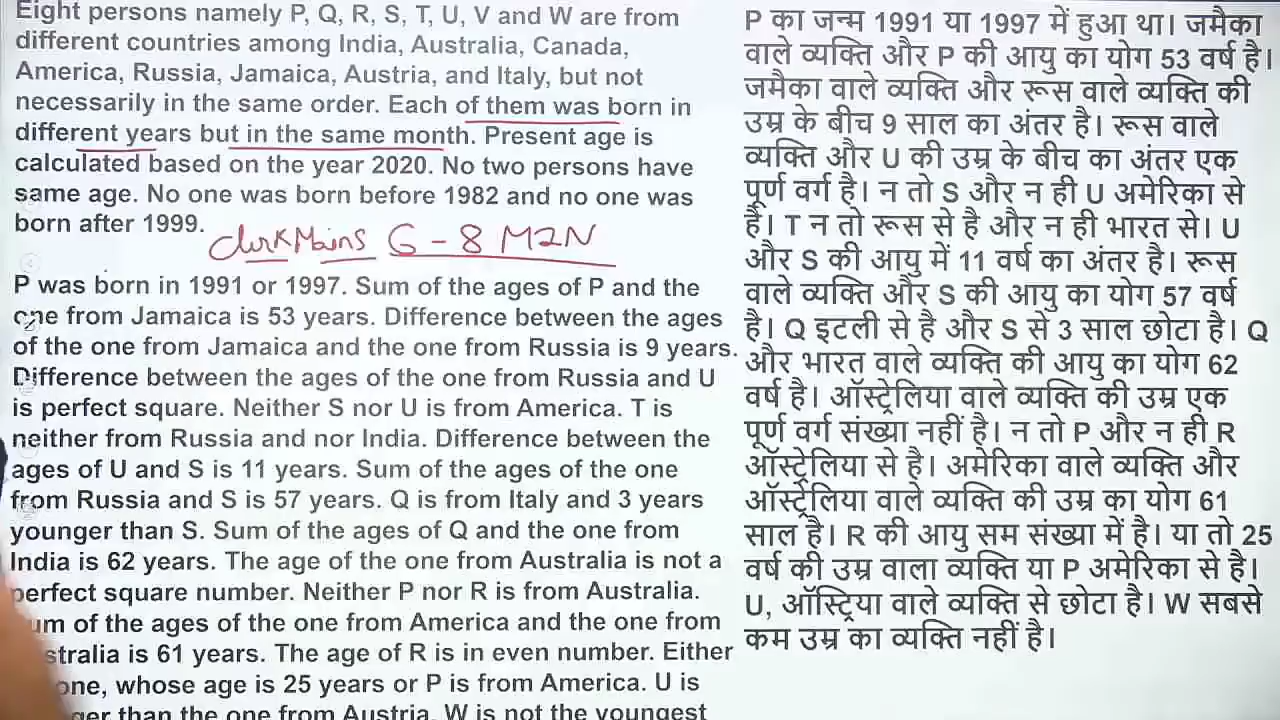 Eight persons namely P, Q, R, S, T, U, V and W are from
different countries among India, Australia, Canada,
America, Russia, Jamaica, Austria, and Italy, but not
necessarily in the same order. Each of them was born in
different years but in the same month. Present age is
calculated based on the year 2020. No two persons have
same age. No one was born before 1982 and no one was
born after 1999.
Clerk Mains G - 8 MIN
P was born in 1991 or 1997. Sum of the ages of P and the
one from Jamaica is 53 years. Difference between the ages
of the one from Jamaica and the one from Russia is 9 years.
Difference between the ages of the one from Russia and U
is perfect square. Neither S nor U is from America. T is
neither from Russia and nor India. Difference between the
ages of U and S is 11 years. Sum of the ages of the one
from Russia and S is 57 years. Q is from Italy and 3 years
younger than S. Sum of the ages of Q and the one from
India is 62 years. The age of the one from Australia is not a
perfect square number. Neither P nor R is from Australia.
um of the ages of the one from America and the one from
stralia is 61 years. The age of R is in even number. Either
one, whose age is 25 years or P is from America. U is
ger than the one from Austria. W is not the youngest
P का जन्म 1991 या 1997 में हुआ था। जमैका
वाले व्यक्ति और P की आयु का योग 53 वर्ष है।
जमैका वाले व्यक्ति और रूस वाले व्यक्ति की
उम्र के बीच 9 साल का अंतर है। रूस वाले
व्यक्ति और U की उम्र के बीच का अंतर एक
पूर्ण वर्ग है। न तो S और न ही U अमेरिका से
है। T न तो रूस से है और न ही भारत से। U
और S की आयु में 11 वर्ष का अंतर है। रूस
वाले व्यक्ति और S की आयु का योग 57 वर्ष
है। Q इटली से है और S से 3 साल छोटा है। Q
और भारत वाले व्यक्ति की आयु का योग 62
वर्ष है। ऑस्ट्रेलिया वाले व्यक्ति की उम्र एक
पूर्ण वर्ग संख्या नहीं है। न तो P और न ही R
ऑस्ट्रेलिया से है। अमेरिका वाले व्यक्ति और
ऑस्ट्रेलिया वाले व्यक्ति की उम्र का योग 61
साल है। R की आयु सम संख्या में है। या तो 25
वर्ष की उम्र वाला व्यक्ति या P अमेरिका से है।
U, ऑस्ट्रिया वाले व्यक्ति से छोटा है। W सबसे
कम उम्र का व्यक्ति नहीं है।